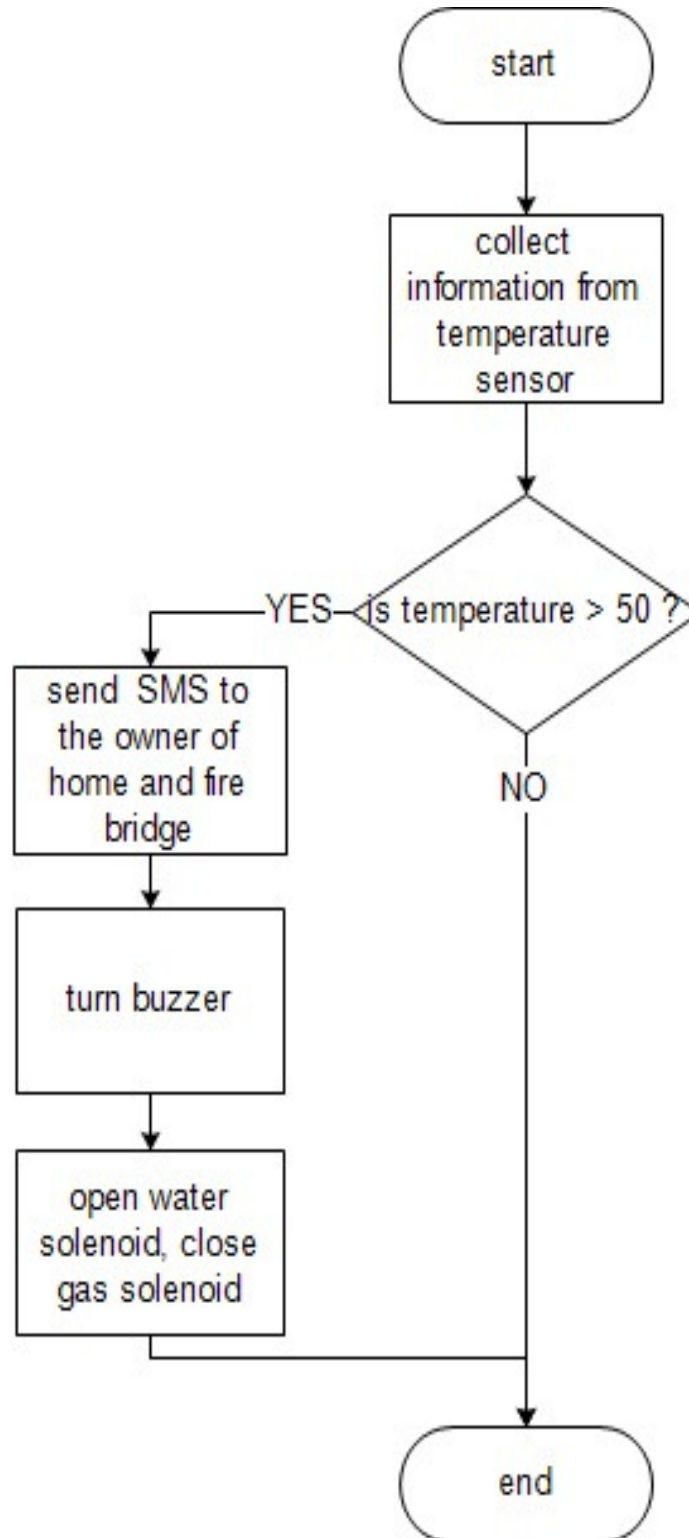 start
collect
information from
temperature
sensor
is temperature > 50 ?
YES
NO
send SMS to
the owner of
home and fire
bridge
turn buzzer
open water
solenoid, close
gas solenoid
end